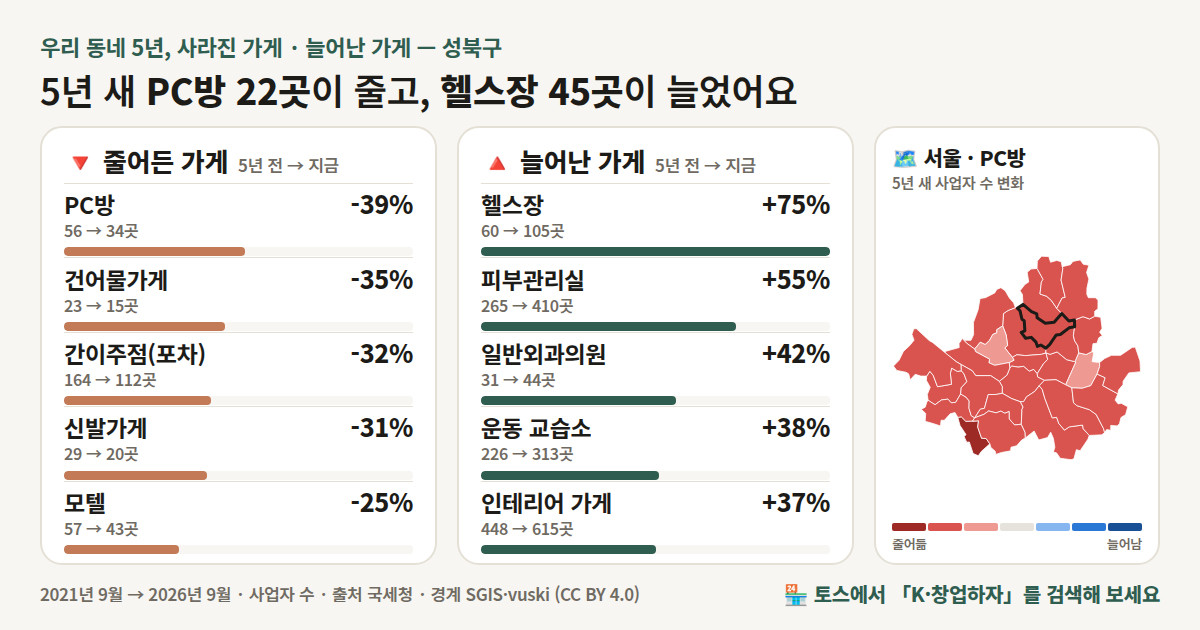 우리 동네 5년, 사라진 가게 · 늘어난 가게 — 성북구
5년 새 PC방 22곳이 줄고, 헬스장 45곳이 늘었어요
🔻 줄어든 가게 5년 전 → 지금
PC방 -39%
56 → 34곳
건어물가게 -35%
23 → 15곳
간이주점(포차) -32%
164 → 112곳
신발가게 -31%
29 → 20곳
모텔 -25%
57 → 43곳
🔺 늘어난 가게 5년 전 → 지금
헬스장 +75%
60 → 105곳
피부관리실 +55%
265 → 410곳
일반외과의원 +42%
31 → 44곳
운동 교습소 +38%
226 → 313곳
인테리어 가게 +37%
448 → 615곳
🗺️ 서울 · PC방
5년 새 사업자 수 변화
줄어듦 늘어남
2021년 9월 → 2026년 9월 · 사업자 수 · 출처 국세청 · 경계 SGIS·vuski (CC BY 4.0)
🏪 토스에서 「K·창업하자」를 검색해 보세요